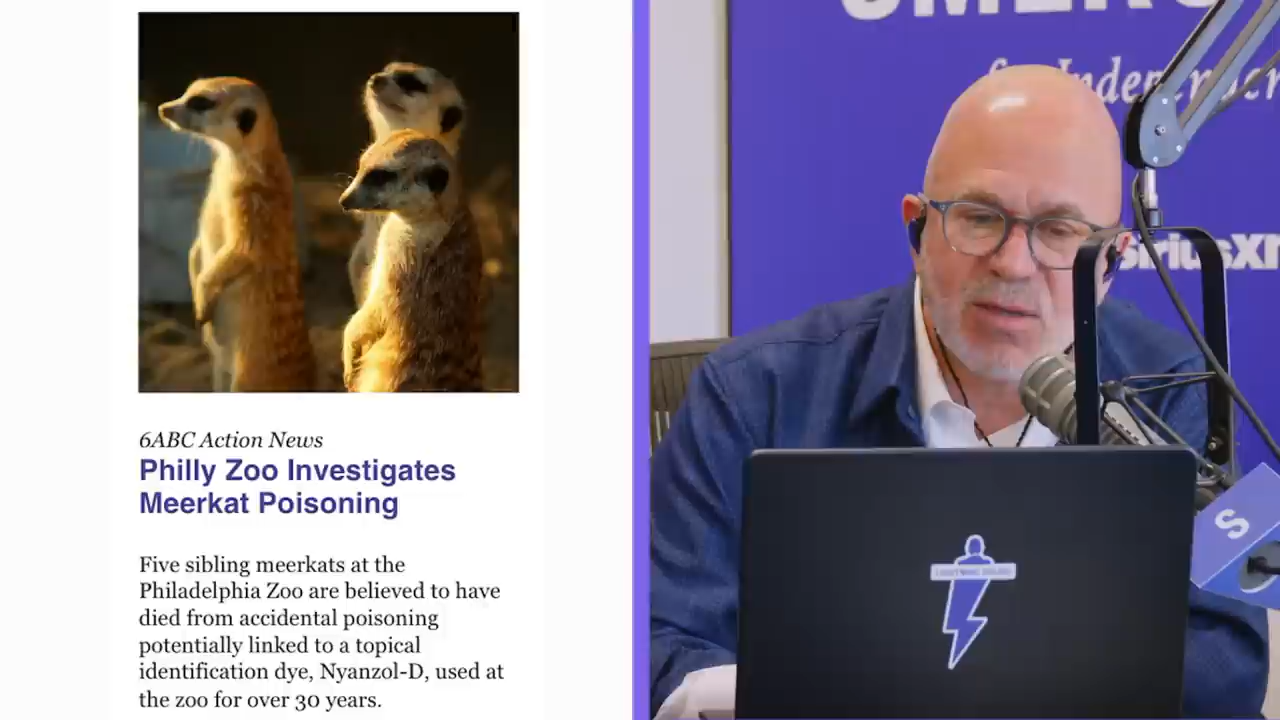 6ABC Action News
Philly Zoo Investigates
Meerkat Poisoning
Five sibling meerkats at the
Philadelphia Zoo are believed to have
died from accidental poisoning
potentially linked to a topical
identification dye, Nyanzol-D, used at
the zoo for over 30 years.
for Independen
SiriusXM
S